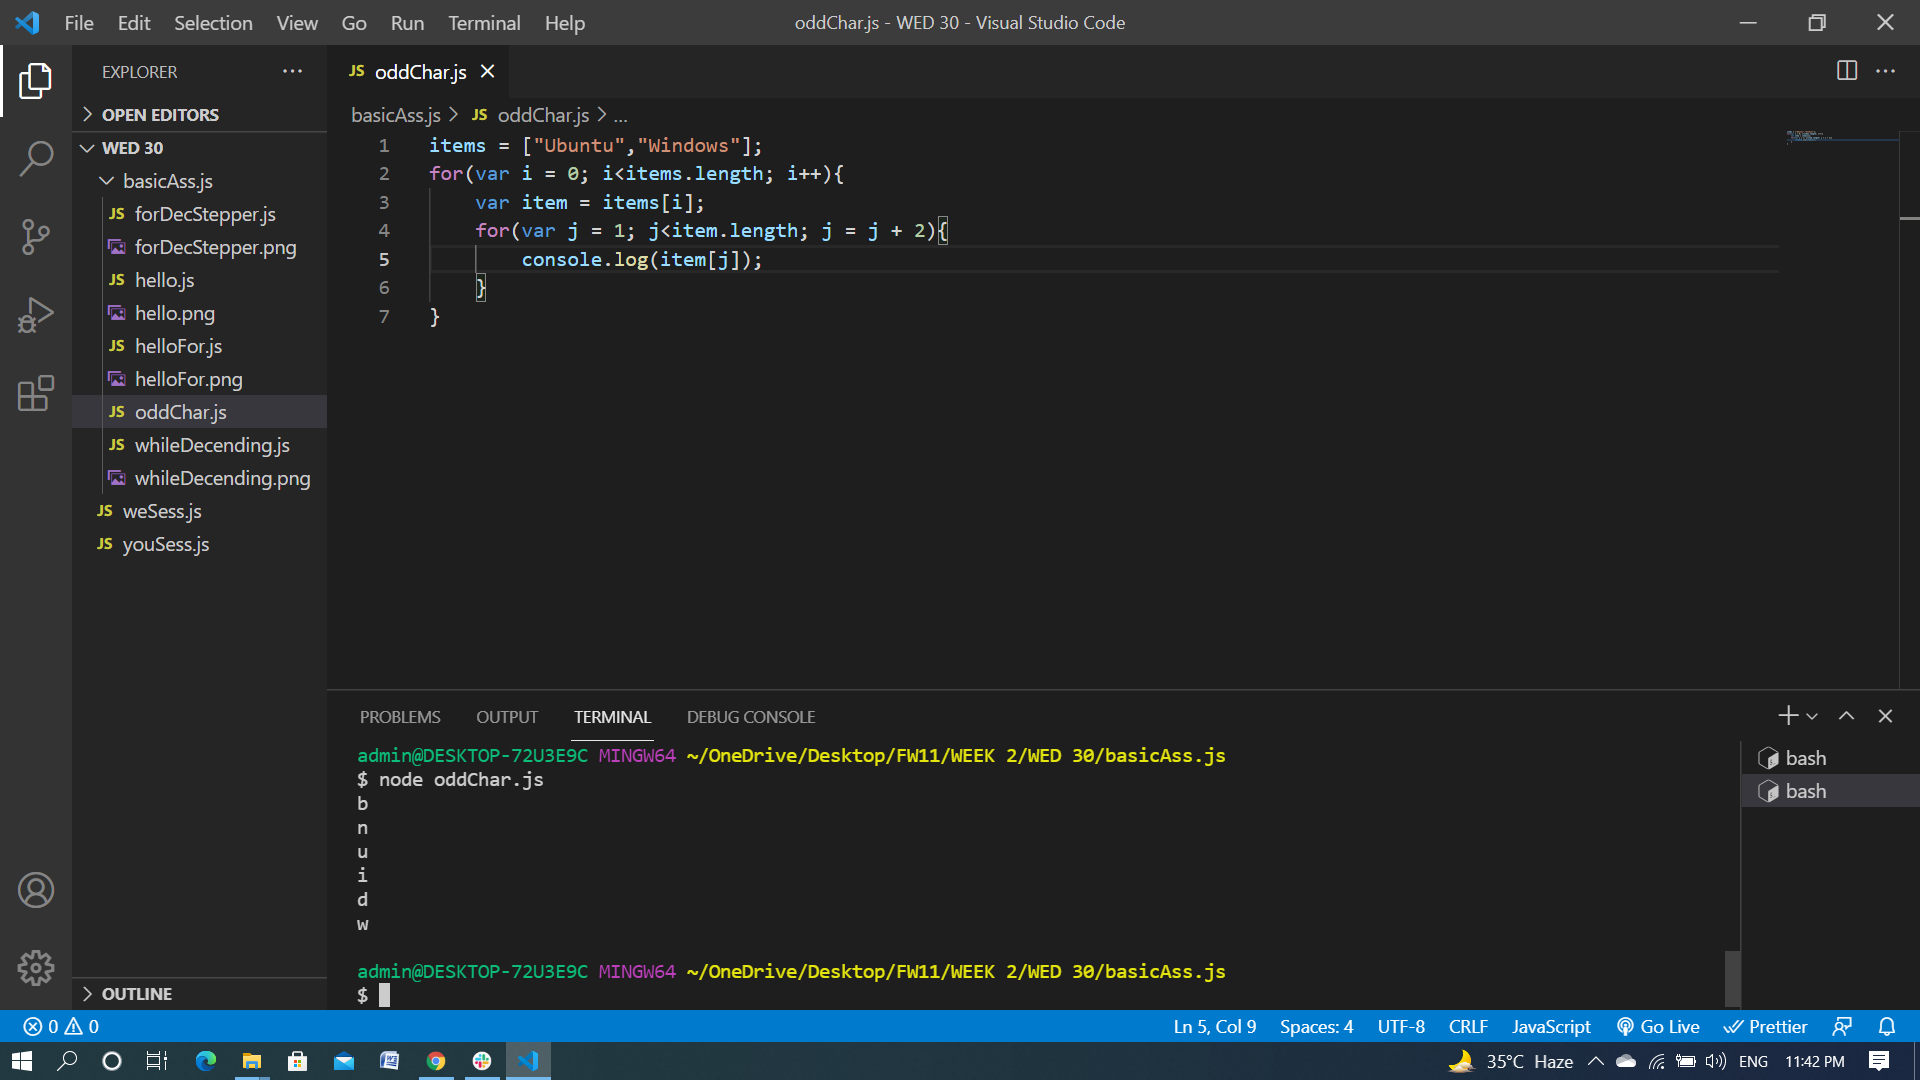 File Edit Selection View Go Run Terminal Help
oddChar.js - WED 30 - Visual Studio Code
EXPLORER
OPEN EDITORS
WED 30
basicAss.js
JS forDecStepper.js
forDecStepper.png
JS hello.js
hello.png
JS helloFor.js
helloFor.png
JS oddChar.js
JS whileDecending.js
whileDecending.png
JS weSess.js
JS youSess.js
OUTLINE
JS oddChar.js
basicAss.js > JS oddChar.js > ...
1 items = ["Ubuntu","Windows"];
2 for(var i = 0; i<items.length; i++){
3 var item = items[i];
4 for(var j = 1; j<item.length; j = j + 2){
5 console.log(item[j]);
6 }
7 }
PROBLEMS OUTPUT TERMINAL DEBUG CONSOLE
admin@DESKTOP-72U3E9C MINGW64 ~/OneDrive/Desktop/FW11/WEEK 2/WED 30/basicAss.js
$ node oddChar.js
b
n
u
i
d
w
admin@DESKTOP-72U3E9C MINGW64 ~/OneDrive/Desktop/FW11/WEEK 2/WED 30/basicAss.js
$
bash
bash
0 0
Ln 5, Col 9 Spaces: 4 UTF-8 CRLF JavaScript Go Live Prettier
35°C Haze ENG 11:42 PM